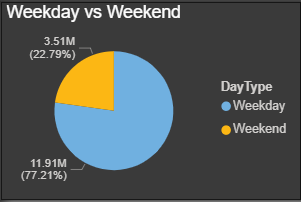 Weekday vs Weekend
3.51M
(22.79%)
DayType
Weekday
Weekend
11.91M
(77.21%)